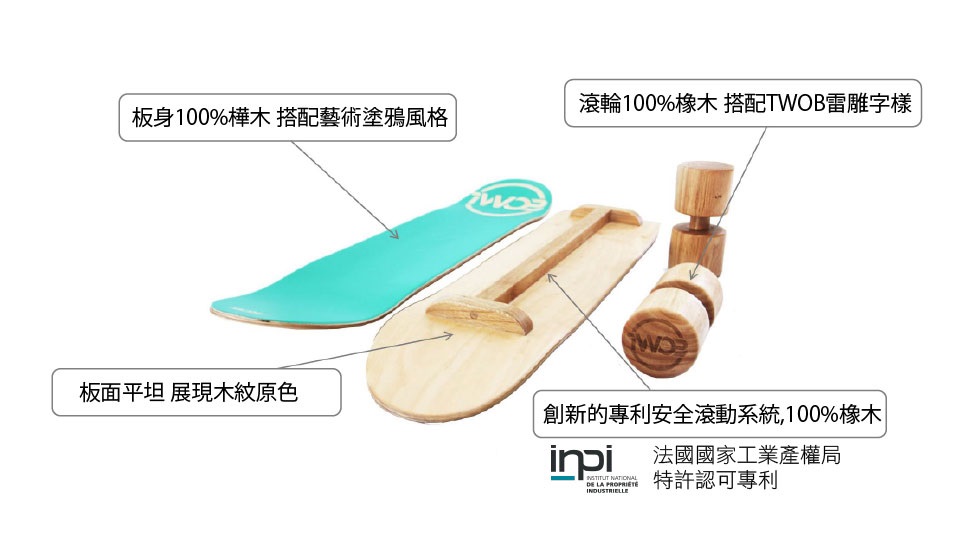 板身100%樺木 搭配藝術塗鴉風格
滾輪100%橡木 搭配TWOB雷雕字樣
TWOB
TWOB
板面平坦 展現木紋原色
創新的專利安全滾動系統,100%橡木
inpi
INSTITUT NATIONAL
DE LA PROPRIÉTÉ
INDUSTRIELLE
法國國家工業產權局
特許認可專利